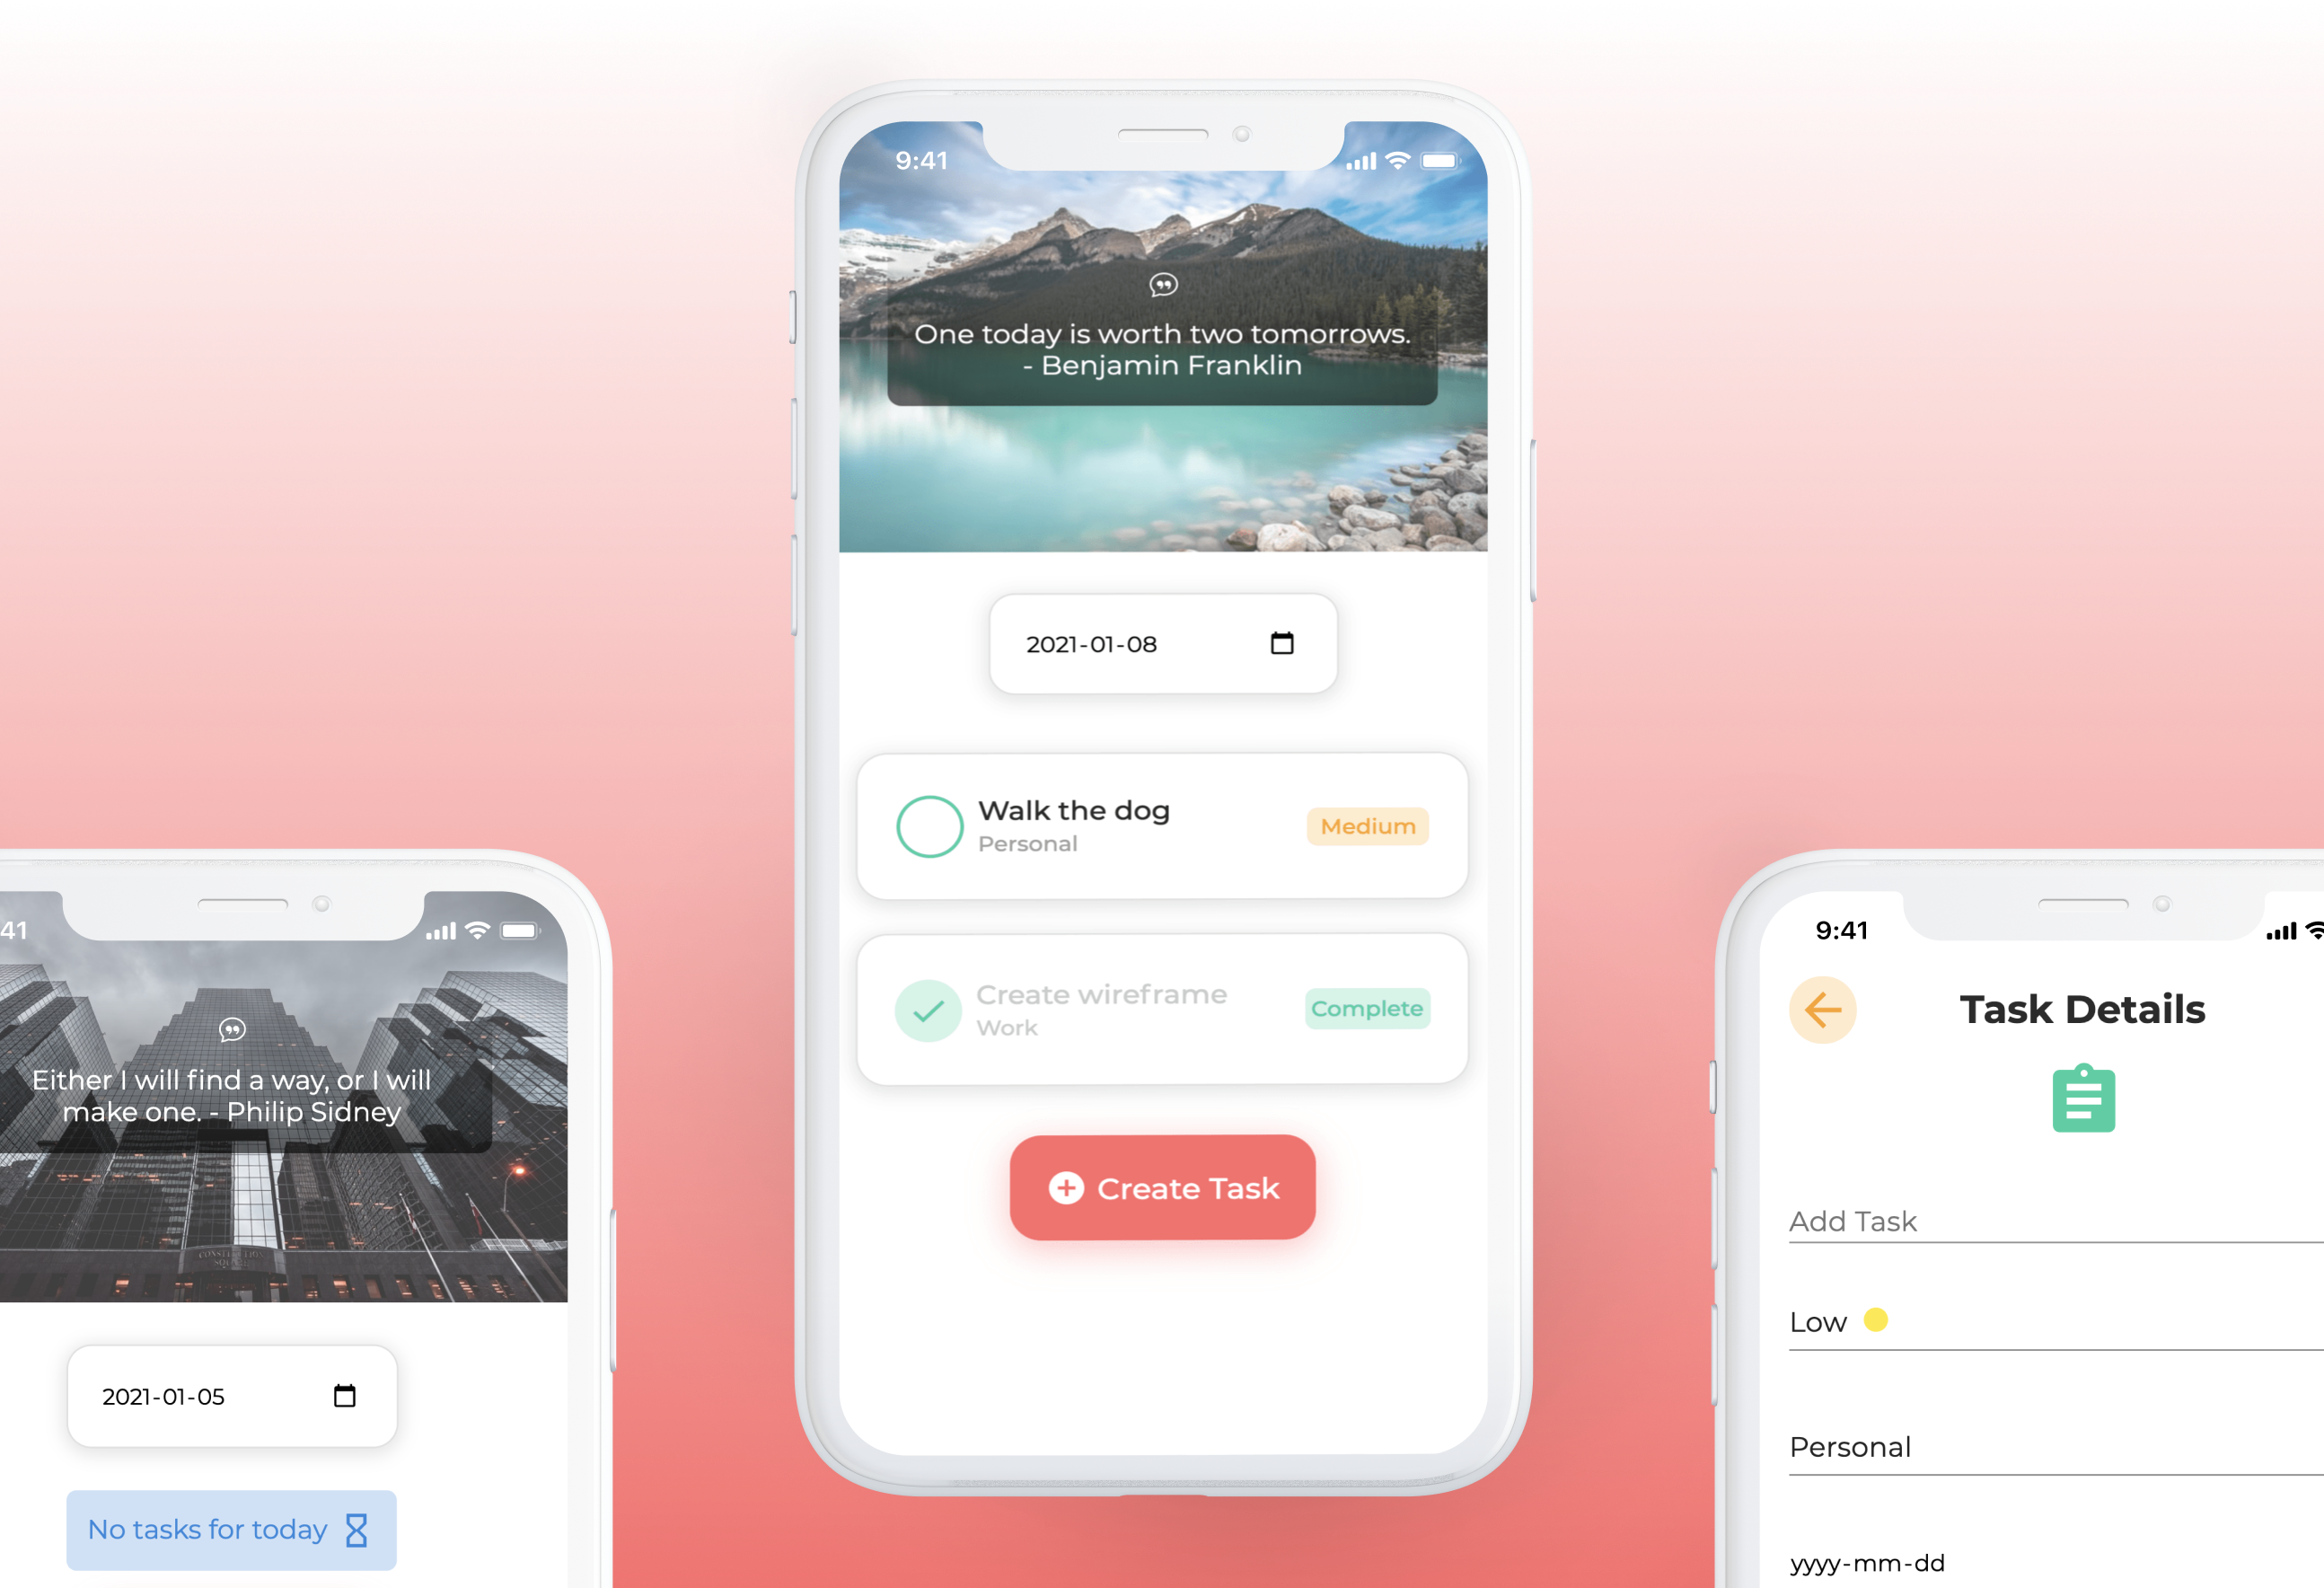 9:41
One today is worth two tomorrows.
- Benjamin Franklin
2021-01-08
Walk the dog
Personal
Medium
Create wireframe
Work
Complete
Create Task
41
Either I will find a way, or I will
make one. - Philip Sidney
2021-01-05
No tasks for today
9:41
Task Details
Add Task
Low
Personal
yyyy-mm-dd